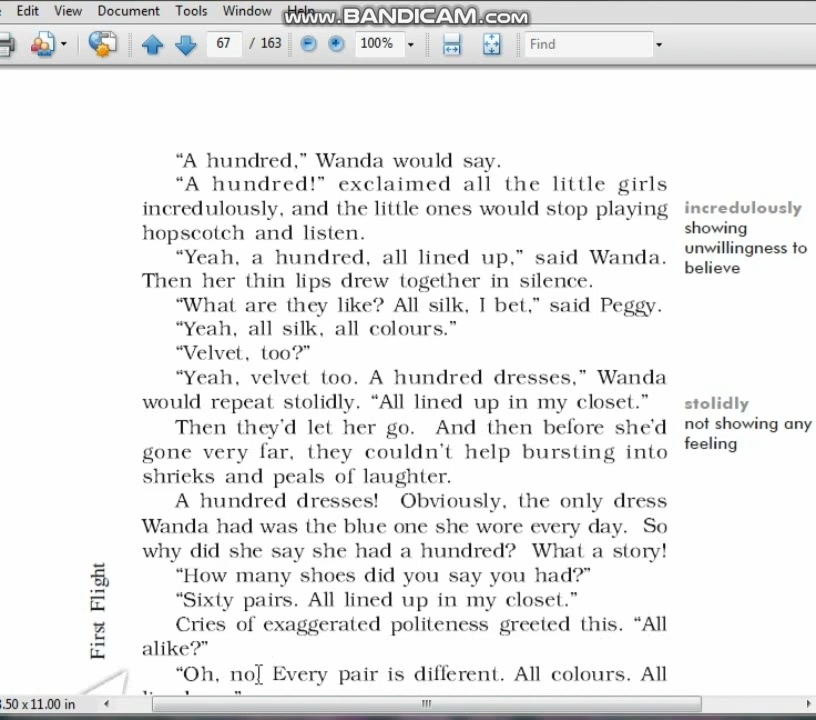 Edit View Document Tools Window Help
www.BANDICAM.com
67 / 163 100% Find
“A hundred,” Wanda would say.
“A hundred!” exclaimed all the little girls
incredulously, and the little ones would stop playing
hopscotch and listen.
“Yeah, a hundred, all lined up,” said Wanda.
Then her thin lips drew together in silence.
“What are they like? All silk, I bet,” said Peggy.
“Yeah, all silk, all colours.”
“Velvet, too?”
“Yeah, velvet too. A hundred dresses,” Wanda
would repeat stolidly. “All lined up in my closet.”
Then they’d let her go. And then before she’d
gone very far, they couldn’t help bursting into
shrieks and peals of laughter.
A hundred dresses! Obviously, the only dress
Wanda had was the blue one she wore every day. So
why did she say she had a hundred? What a story!
“How many shoes did you say you had?”
“Sixty pairs. All lined up in my closet.”
Cries of exaggerated politeness greeted this. “All
alike?”
“Oh, no! Every pair is different. All colours. All
incredulously
showing
unwillingness to
believe
stolidly
not showing any
feeling
First Flight
8.50 x 11.00 in